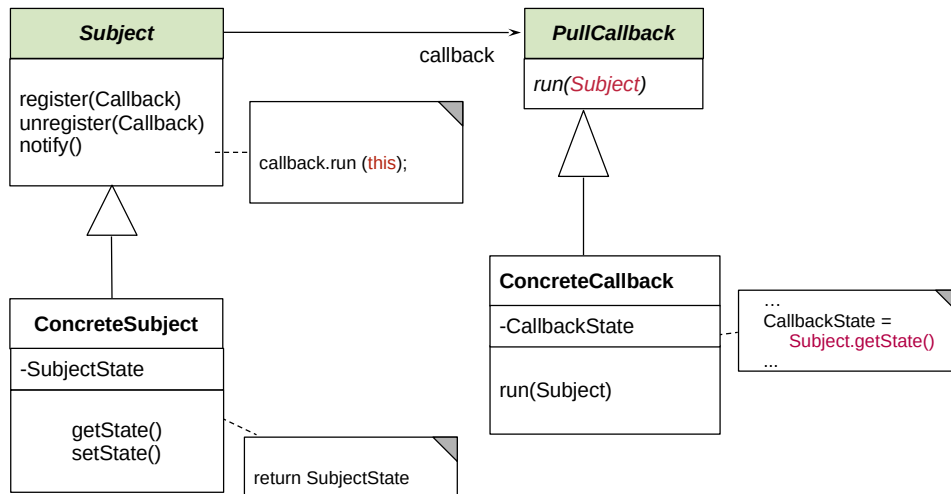 Subject
register(Callback)
unregister(Callback)
notify()
callback
PullCallback
run(Subject)
callback.run (this);
ConcreteSubject
-SubjectState
getState()
setState()
return SubjectState
ConcreteCallback
-CallbackState
run(Subject)
...
CallbackState =
Subject.getState()
...